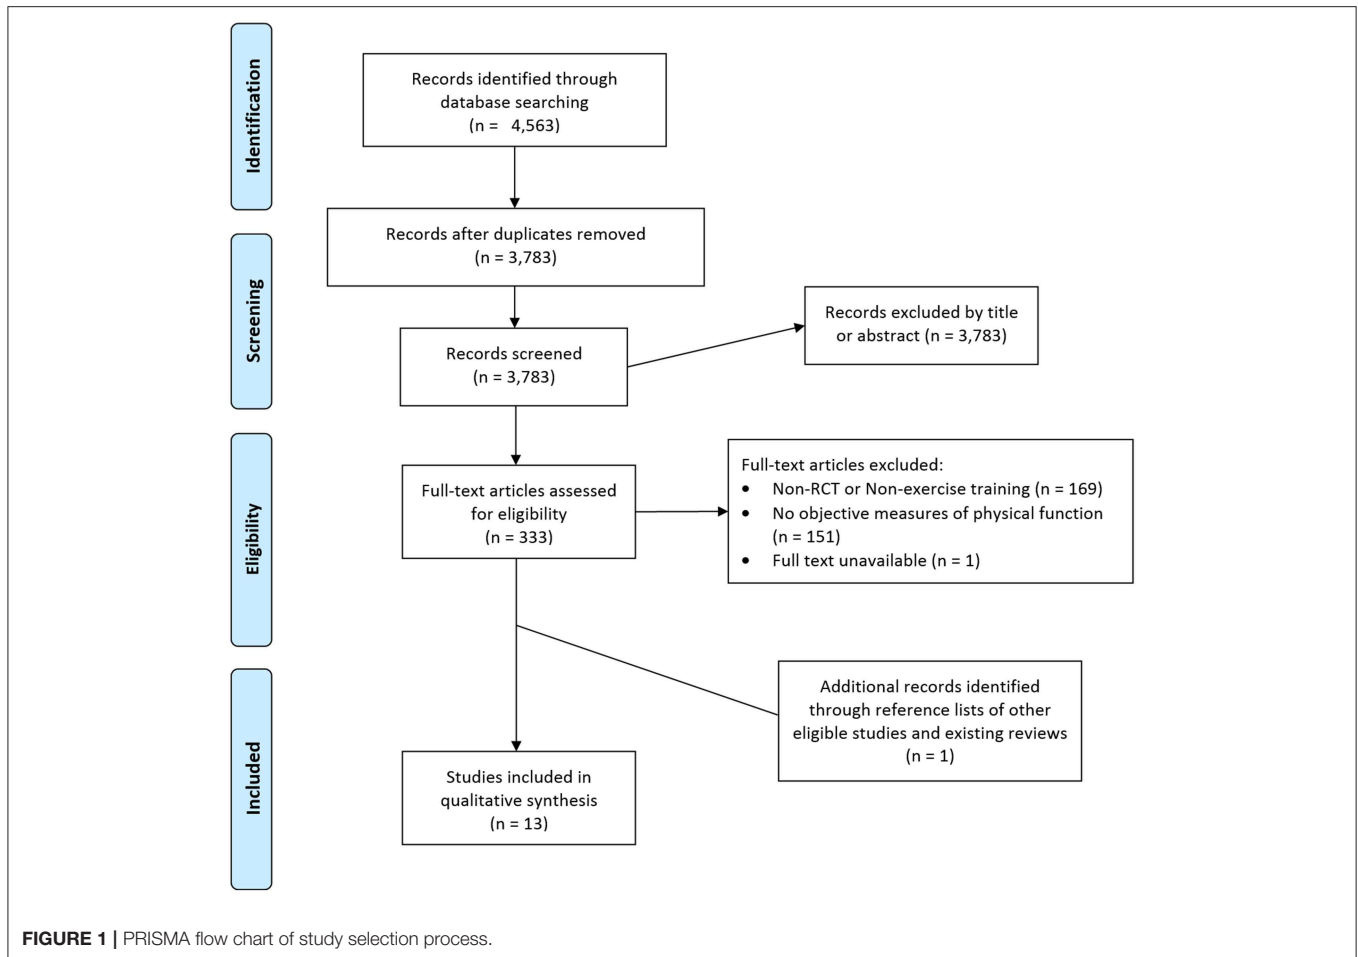 Identification
Records identified through
database searching
(n = 4,563)
Records after duplicates removed
(n = 3,783)
Screening
Records screened
(n = 3,783)
Records excluded by title
or abstract (n = 3,783)
Eligibility
Full-text articles assessed
for eligibility
(n = 333)
Full-text articles excluded:
• Non-RCT or Non-exercise training (n = 169)
• No objective measures of physical function
(n = 151)
• Full text unavailable (n = 1)
Additional records identified
through reference lists of other
eligible studies and existing reviews
(n = 1)
Included
Studies included in
qualitative synthesis
(n = 13)
FIGURE 1 | PRISMA flow chart of study selection process.